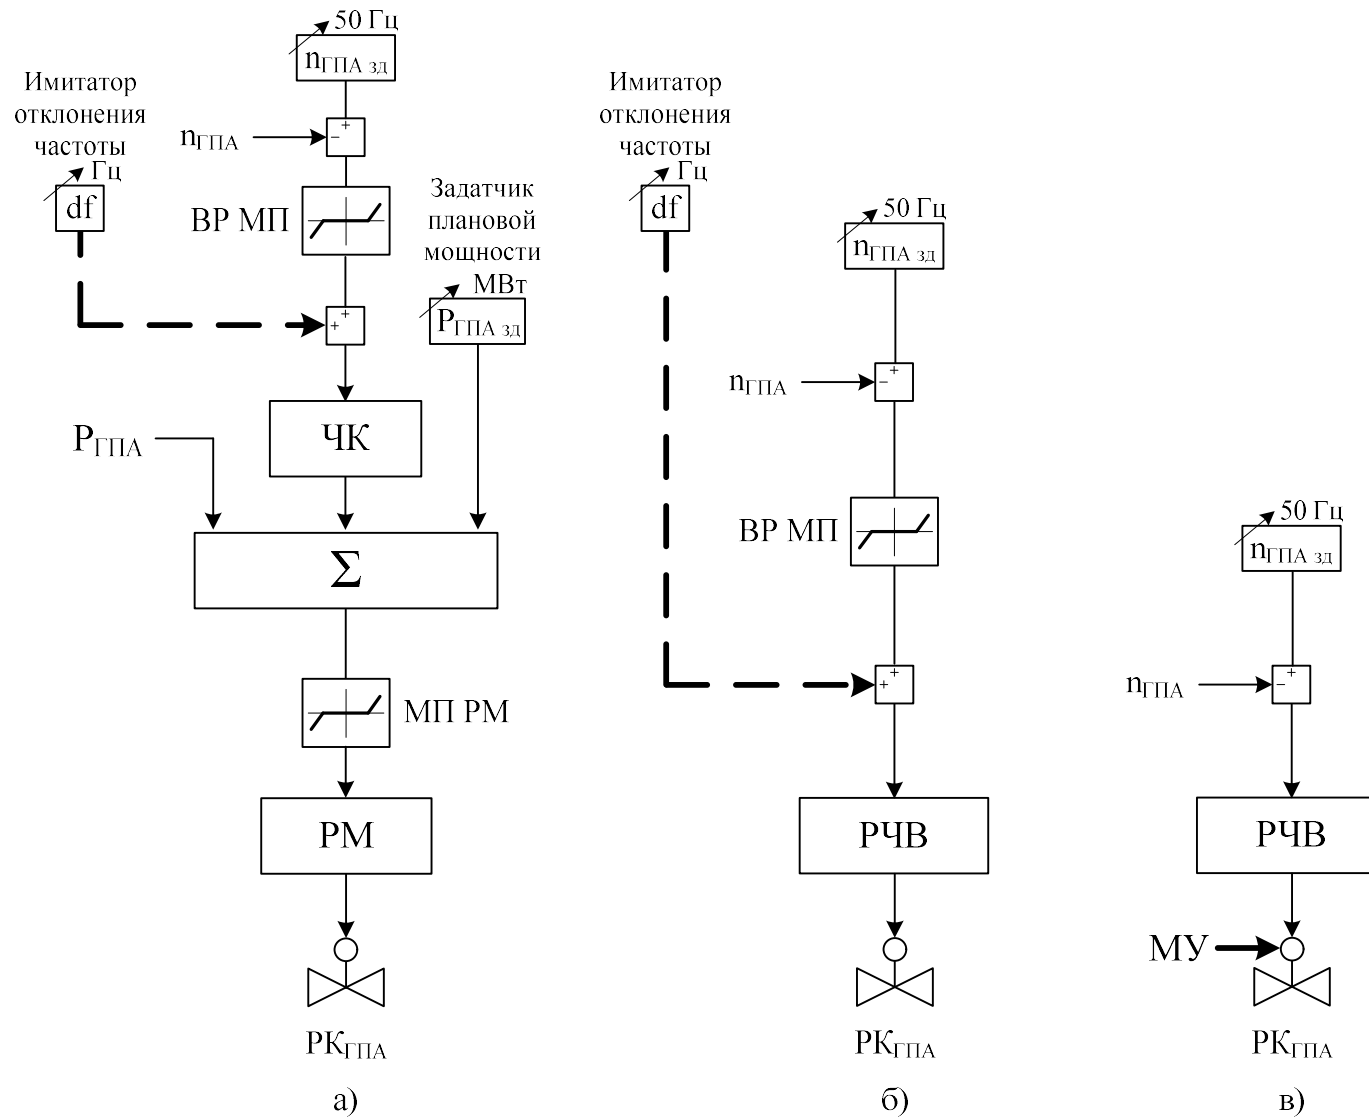 50 Гц
nГПА зд
Имитатор
отклонения
частоты
Гц
df
nГПА
+
−
ВР МП
Задатчик
плановой
мощности
МВт
PГПА зд
+
+
ЧК
PГПА
Σ
МП РМ
РМ
РКГПА
а)
Имитатор
отклонения
частоты
Гц
df
50 Гц
nГПА зд
nГПА
+
−
ВР МП
+
+
РЧВ
РКГПА
б)
50 Гц
nГПА зд
nГПА
+
−
РЧВ
МУ
РКГПА
в)